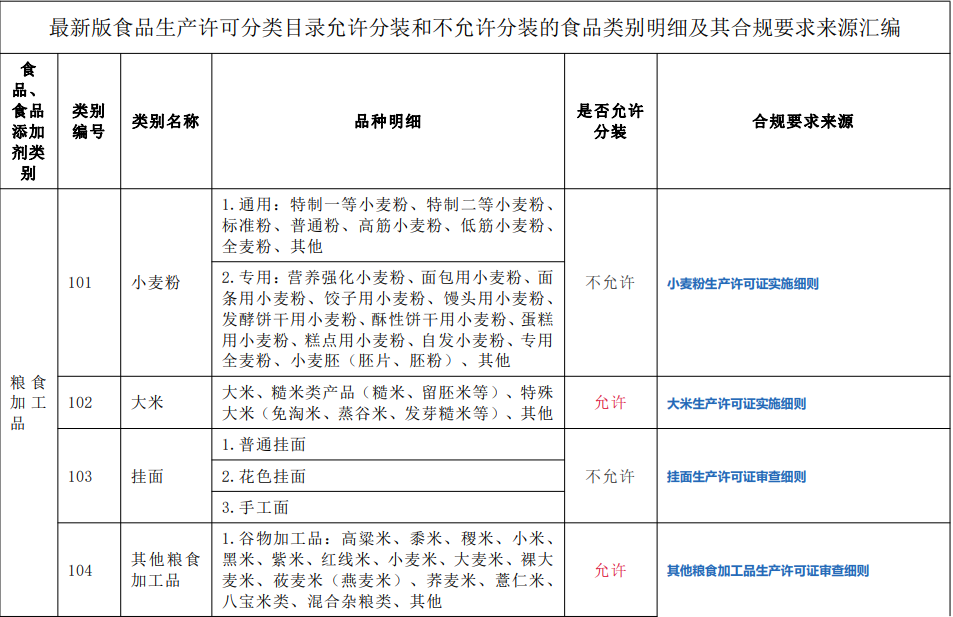 最新版食品生产许可分类目录允许分装和不允许分装的食品类别明细及其合规要求来源汇编
食
品、
食品
添加
剂类
别
类别
编号
类别名称
品种明细
是否允许
分装
合规要求来源
粮食
加工
品
101
小麦粉
1.通用：特制一等小麦粉、特制二等小麦粉、
标准粉、普通粉、高筋小麦粉、低筋小麦粉、
全麦粉、其他
2.专用：营养强化小麦粉、面包用小麦粉、面
条用小麦粉、饺子用小麦粉、馒头用小麦粉、
发酵饼干用小麦粉、酥性饼干用小麦粉、蛋糕
用小麦粉、糕点用小麦粉、自发小麦粉、专用
全麦粉、小麦胚（胚片、胚粉）、其他
不允许
小麦粉生产许可证实施细则
102
大米
大米、糙米类产品（糙米、留胚米等）、特殊
大米（免淘米、蒸谷米、发芽糙米等）、其他
允许
大米生产许可证实施细则
103
挂面
1.普通挂面
2.花色挂面
3.手工面
不允许
挂面生产许可证审查细则
104
其他粮食
加工品
1.谷物加工品：高粱米、黍米、稷米、小米、
黑米、紫米、红线米、小麦米、大麦米、裸大
麦米、莜麦米（燕麦米）、荞麦米、薏仁米、
八宝米类、混合杂粮类、其他
允许
其他粮食加工品生产许可证审查细则